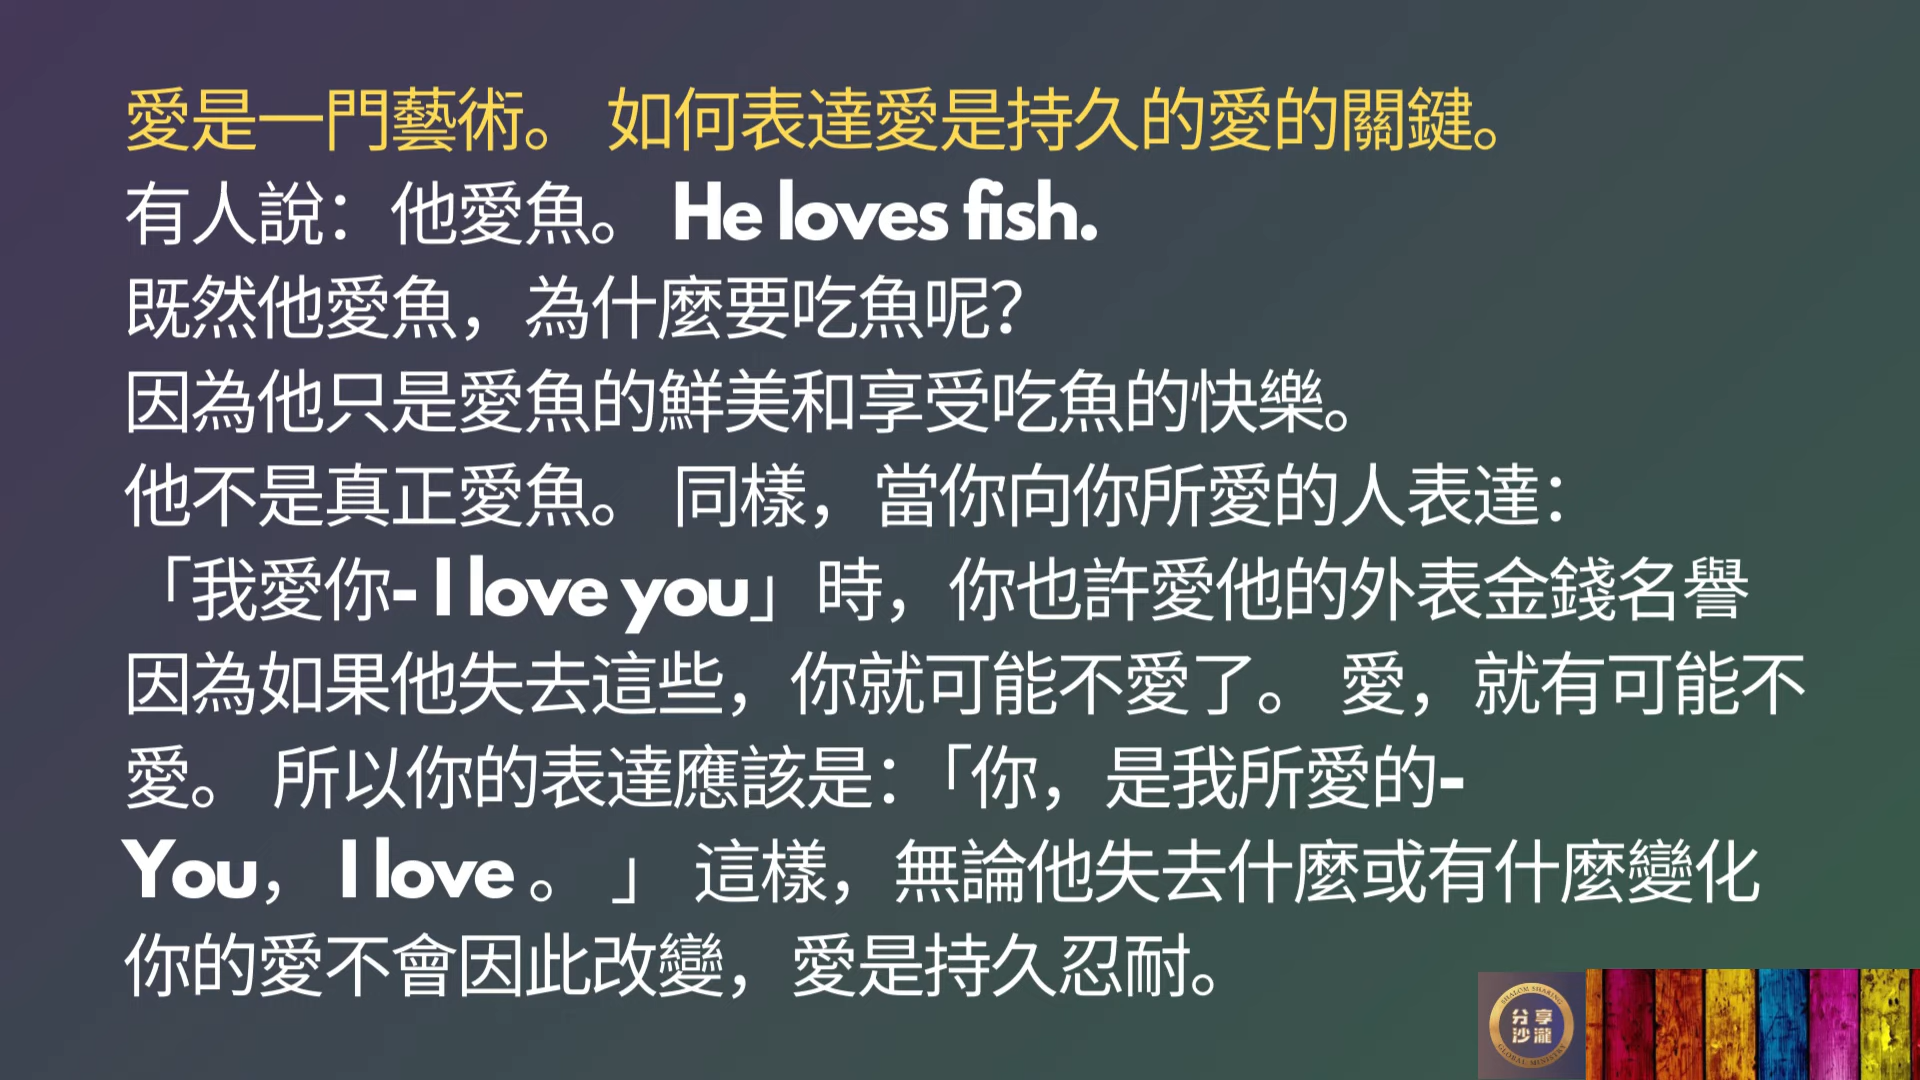 愛是一門藝術。 如何表達愛是持久的愛的關鍵。
有人說：他愛魚。 He loves fish.
既然他愛魚，為什麼要吃魚呢？
因為他只是愛魚的鮮美和享受吃魚的快樂。
他不是真正愛魚。 同樣，當你向你所愛的人表達：
「我愛你- I love you」時，你也許愛他的外表金錢名譽
因為如果他失去這些，你就可能不愛了。 愛，就有可能不
愛。 所以你的表達應該是：「你，是我所愛的-
You， I love 。 」 這樣，無論他失去什麼或有什麼變化
你的愛不會因此改變，愛是持久忍耐。
SHALOM SHARING
分享
沙瀧
GLOBAL MINISTRY